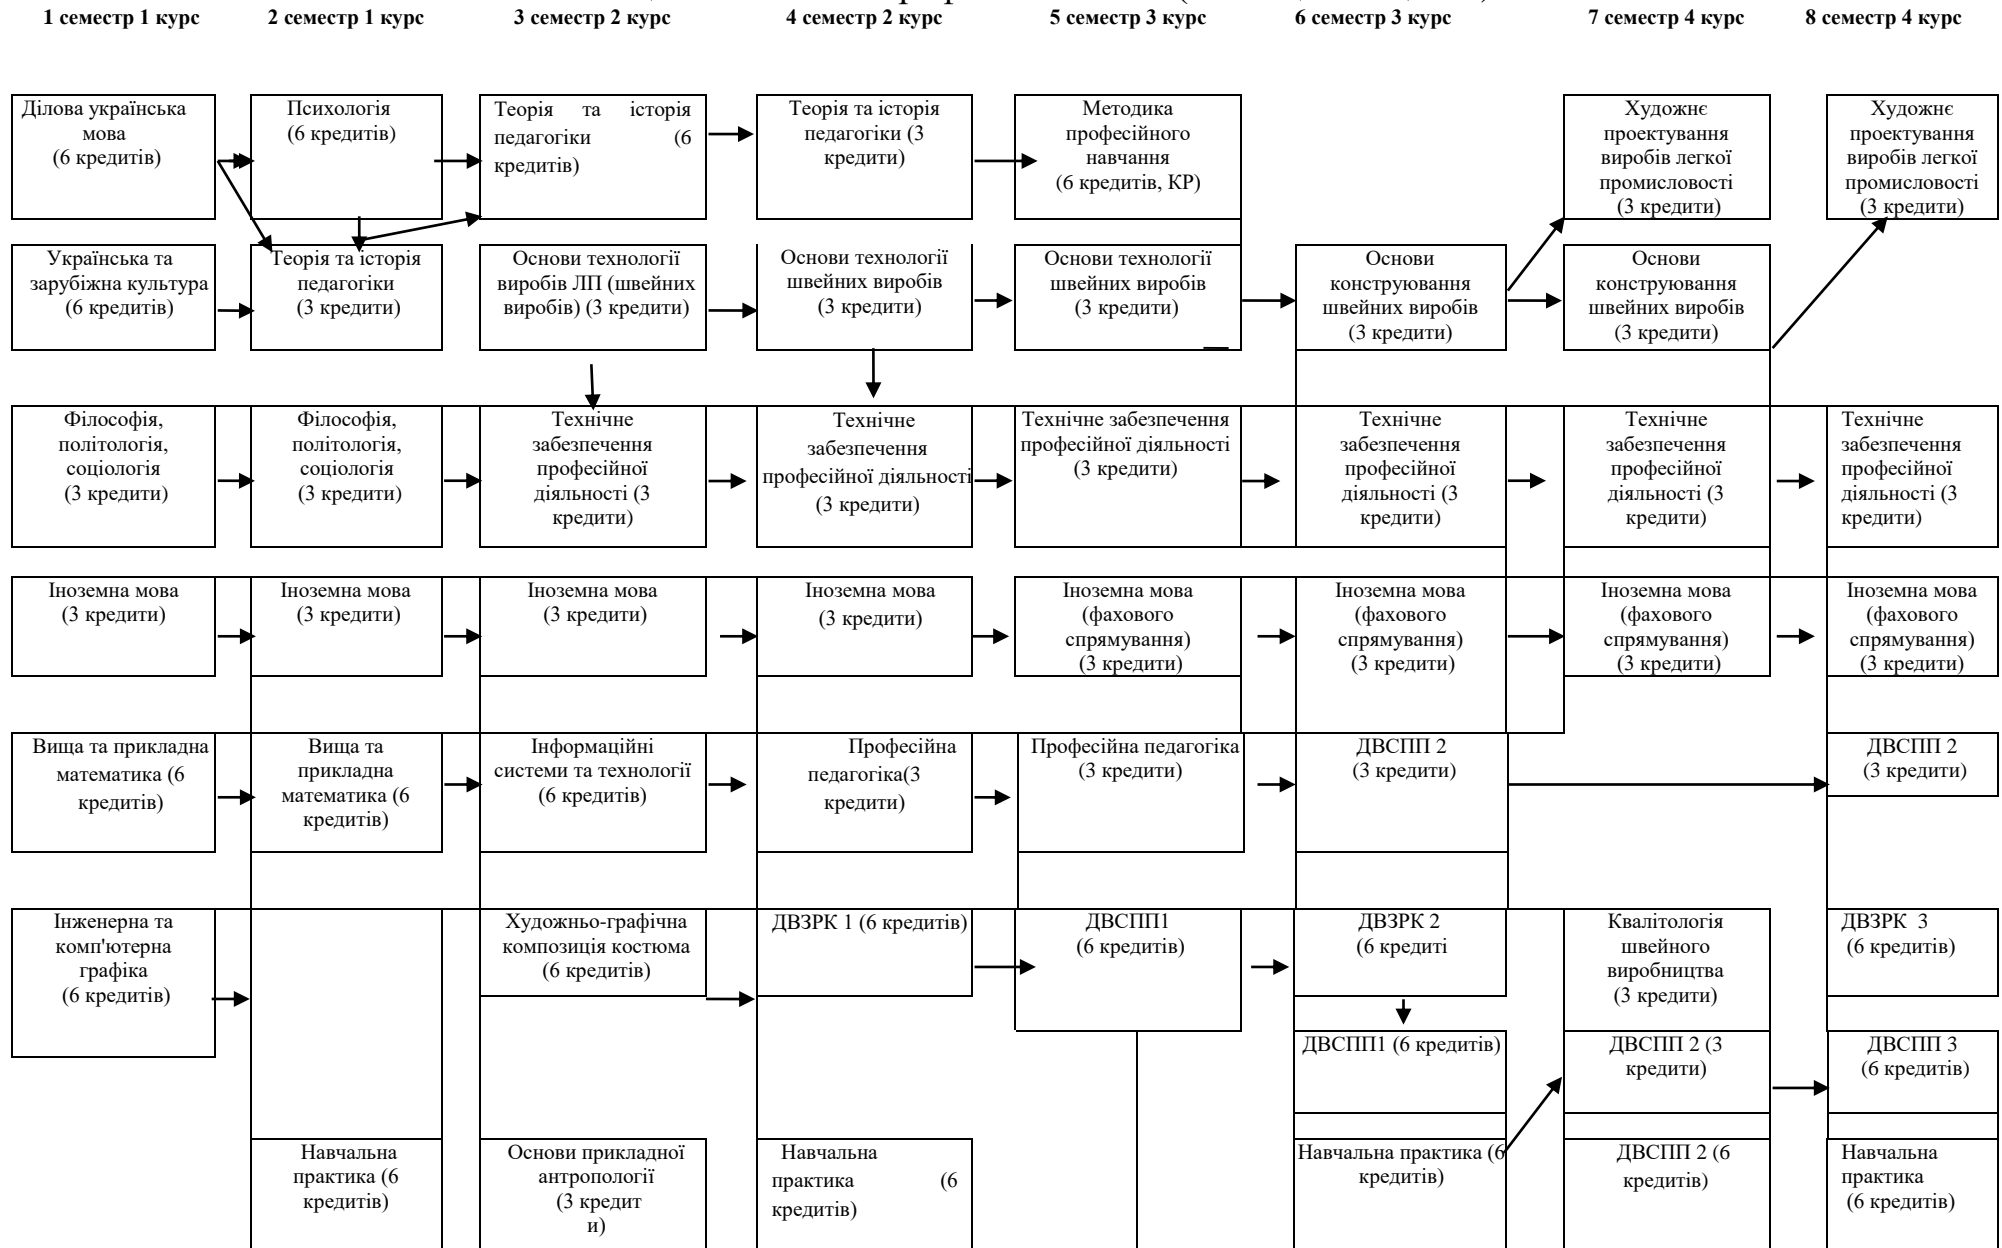 1 семестр 1 курс
2 семестр 1 курс
3 семестр 2 курс
4 семестр 2 курс
5 семестр 3 курс
6 семестр 3 курс
7 семестр 4 курс
8 семестр 4 курс
Ділова українська
мова
(6 кредитів)
Психологія
(6 кредитів)
Теорія та історія
педагогіки (6
кредитів)
Теорія та історія
педагогіки (3
кредити)
Методика
професійного
навчання
(6 кредитів, КР)
Художнє
проектування
виробів легкої
промисловості
(3 кредити)
Художнє
проектування
виробів легкої
промисловості
(3 кредити)
Українська та
зарубіжна культура
(6 кредитів)
Теорія та історія
педагогіки
(3 кредити)
Основи технології
виробів ЛП (швейних
виробів) (3 кредити)
Основи технології
швейних виробів
(3 кредити)
Основи технології
швейних виробів
(3 кредити)
Основи
конструювання
швейних виробів
(3 кредити)
Основи
конструювання
швейних виробів
(3 кредити)
Філософія,
політологія,
соціологія
(3 кредити)
Філософія,
політологія,
соціологія
(3 кредити)
Технічне
забезпечення
професійної
діяльності (3
кредити)
Технічне
забезпечення
професійної діяльності
(3 кредити)
Технічне забезпечення
професійної діяльності
(3 кредити)
Технічне
забезпечення
професійної
діяльності (3
кредити)
Технічне
забезпечення
професійної
діяльності (3
кредити)
Технічне
забезпечення
професійної
діяльності (3
кредити)
Іноземна мова
(3 кредити)
Іноземна мова
(3 кредити)
Іноземна мова
(3 кредити)
Іноземна мова
(3 кредити)
Іноземна мова
(фахового
спрямування)
(3 кредити)
Іноземна мова
(фахового
спрямування)
(3 кредити)
Іноземна мова
(фахового
спрямування)
(3 кредити)
Іноземна мова
(фахового
спрямування)
(3 кредити)
Вища та прикладна
математика (6
кредитів)
Вища та
прикладна
математика (6
кредитів)
Інформаційні
системи та технології
(6 кредитів)
Професійна
педагогіка(3
кредити)
Професійна педагогіка
(3 кредити)
ДВСПП 2
(3 кредити)
ДВСПП 2
(3 кредити)
Інженерна та
комп'ютерна
графіка
(6 кредитів)
Художньо-графічна
композиція костюма
(6 кредитів)
ДВЗРК 1 (6 кредитів)
ДВСПП1
(6 кредитів)
ДВЗРК 2
(6 кредиті
Квалітологія
швейного
виробництва
(3 кредити)
ДВЗРК 3
(6 кредитів)
ДВСПП1 (6 кредитів)
ДВСПП 2 (3
кредити)
ДВСПП 3
(6 кредитів)
Навчальна
практика (6
кредитів)
Основи прикладної
антропології
(3 кредит
и)
Навчальна
практика (6
кредитів)
Навчальна практика (6
кредитів)
ДВСПП 2 (6
кредитів)
Навчальна
практика
(6 кредитів)